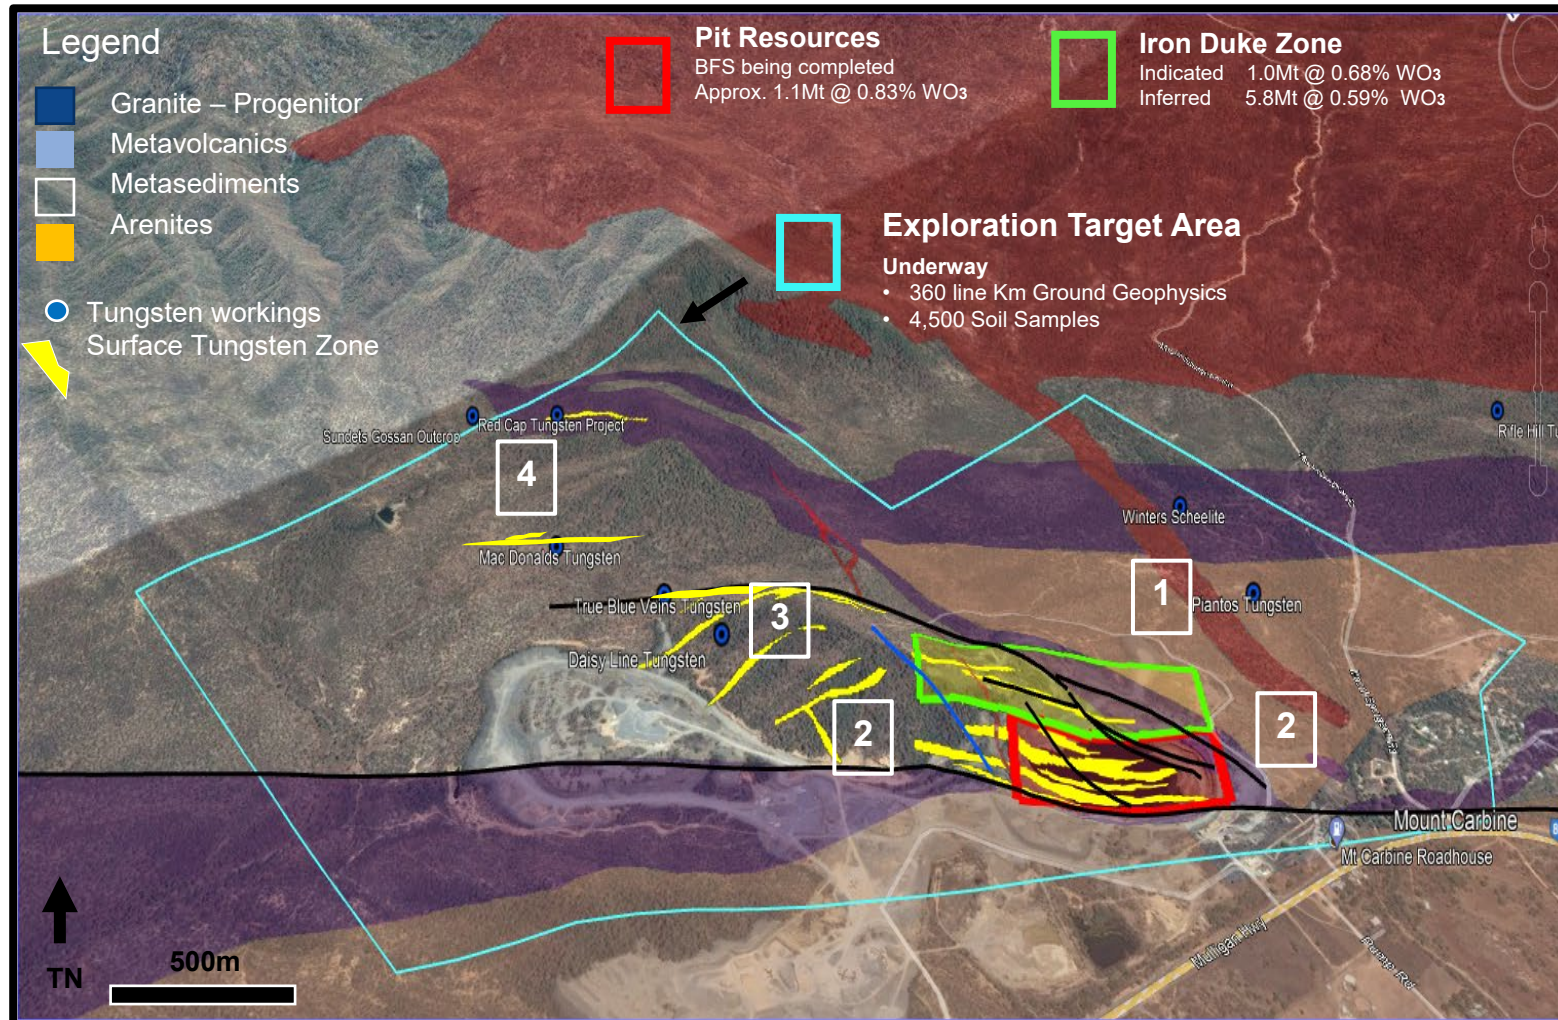 Legend
Granite – Progenitor
Metavolcanics
Metasediments
Arenites
Tungsten workings
Surface Tungsten Zone
Pit Resources
BFS being completed
Approx. 1.1Mt @ 0.83% WO3
Iron Duke Zone
Indicated 1.0Mt @ 0.68% WO3
Inferred 5.8Mt @ 0.59% WO3
Exploration Target Area
Underway
• 360 line Km Ground Geophysics
• 4,500 Soil Samples
Sundets Gossan Outcrop
Red Cap Tungsten Project
Rifle Hill Tu
4
Winters Scheelite
Mac Donalds Tungsten
1
True Blue Veins Tungsten
3
Piantos Tungsten
Daisy Line Tungsten
2
2
Mount Carbine
Mt Carbine Roadhouse
Mulligan Hwy
TN
500m